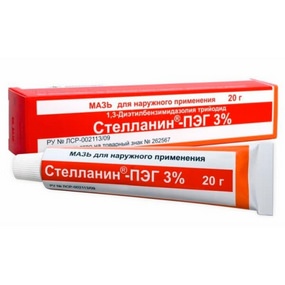 МАЗЬ для наружного применения 20 г
1,3-Диэтилбензимидазолия трийодид
Стелланин®-ПЭГ 3%
РУ № ЛСР-002113/09
на товарный знак № 262567
МАЗЬ для наружного применения
Стелланин®-ПЭГ 3%
20 г